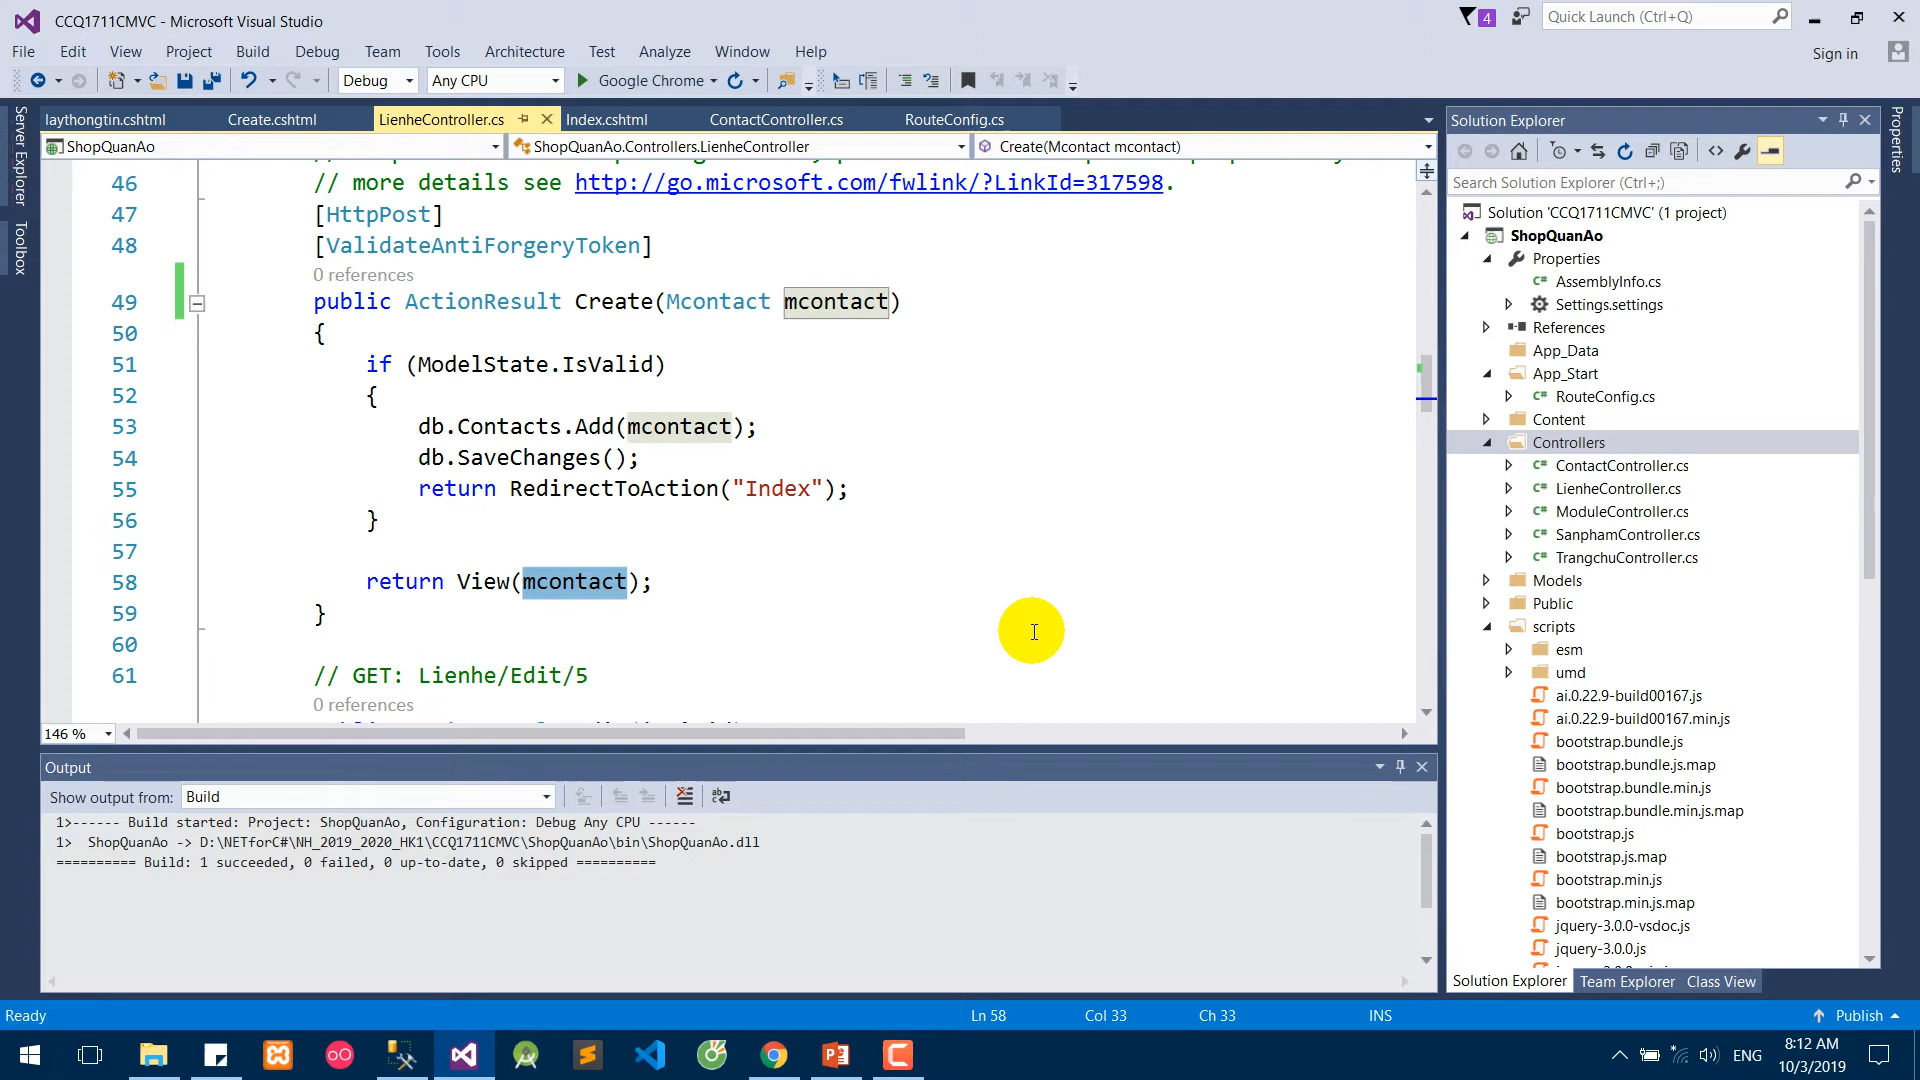 CCQ1711CMVC - Microsoft Visual Studio
4
Quick Launch (Ctrl+Q)
File Edit View Project Build Debug Team Tools Architecture Test Analyze Window Help
Sign in
Debug Any CPU Google Chrome
Server Explorer
Toolbox
laythongtin.cshtml Create.cshtml LienheController.cs Index.cshtml ContactController.cs RouteConfig.cs
ShopQuanAo ShopQuanAo.Controllers.LienheController Create(Mcontact mcontact)
46 // more details see http://go.microsoft.com/fwlink/?LinkId=317598.
47 [HttpPost]
48 [ValidateAntiForgeryToken]
0 references
49 public ActionResult Create(Mcontact mcontact)
50 {
51 if (ModelState.IsValid)
52 {
53 db.Contacts.Add(mcontact);
54 db.SaveChanges();
55 return RedirectToAction("Index");
56 }
57
58 return View(mcontact);
59 }
60
61 // GET: Lienhe/Edit/5
0 references
146 %
Output
Show output from: Build
1>------ Build started: Project: ShopQuanAo, Configuration: Debug Any CPU ------
1> ShopQuanAo -> D:\NETforC#\NH_2019_2020_HK1\CCQ1711CMVC\ShopQuanAo\bin\ShopQuanAo.dll
========== Build: 1 succeeded, 0 failed, 0 up-to-date, 0 skipped ==========
Solution Explorer
Search Solution Explorer (Ctrl+;)
Solution 'CCQ1711CMVC' (1 project)
ShopQuanAo
Properties
AssemblyInfo.cs
Settings.settings
References
App_Data
App_Start
RouteConfig.cs
Content
Controllers
ContactController.cs
LienheController.cs
ModuleController.cs
SanphamController.cs
TrangchuController.cs
Models
Public
scripts
esm
umd
ai.0.22.9-build00167.js
ai.0.22.9-build00167.min.js
bootstrap.bundle.js
bootstrap.bundle.js.map
bootstrap.bundle.min.js
bootstrap.bundle.min.js.map
bootstrap.js
bootstrap.js.map
bootstrap.min.js
bootstrap.min.js.map
jquery-3.0.0-vsdoc.js
jquery-3.0.0.js
Solution Explorer Team Explorer Class View
Properties
Ready Ln 58 Col 33 Ch 33 INS Publish
ENG
8:12 AM
10/3/2019